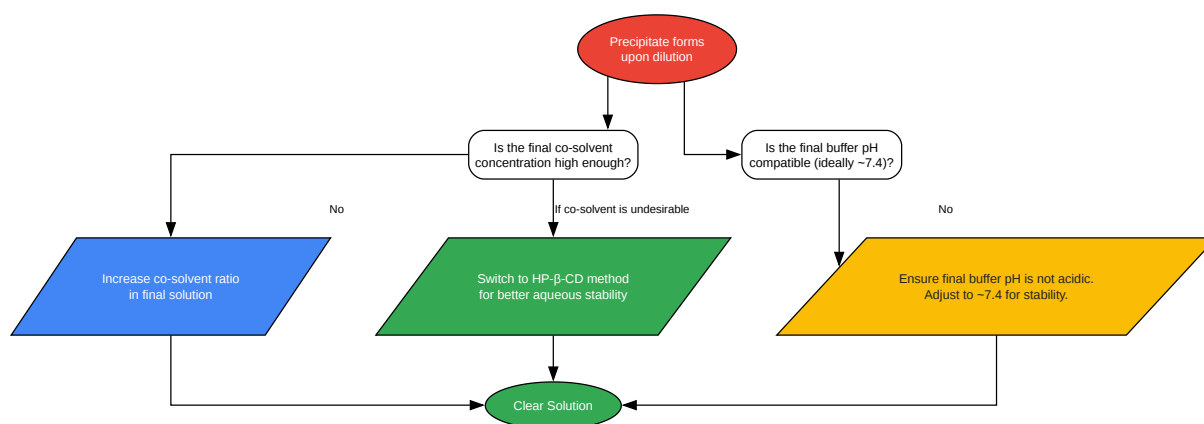 Precipitate forms
upon dilution
Is the final co-solvent
concentration high enough?
Is the final buffer pH
compatible (ideally ~7.4)?
No
If co-solvent is undesirable
No
Increase co-solvent ratio
in final solution
Switch to HP-β-CD method
for better aqueous stability
Ensure final buffer pH is not acidic.
Adjust to ~7.4 for stability.
Clear Solution